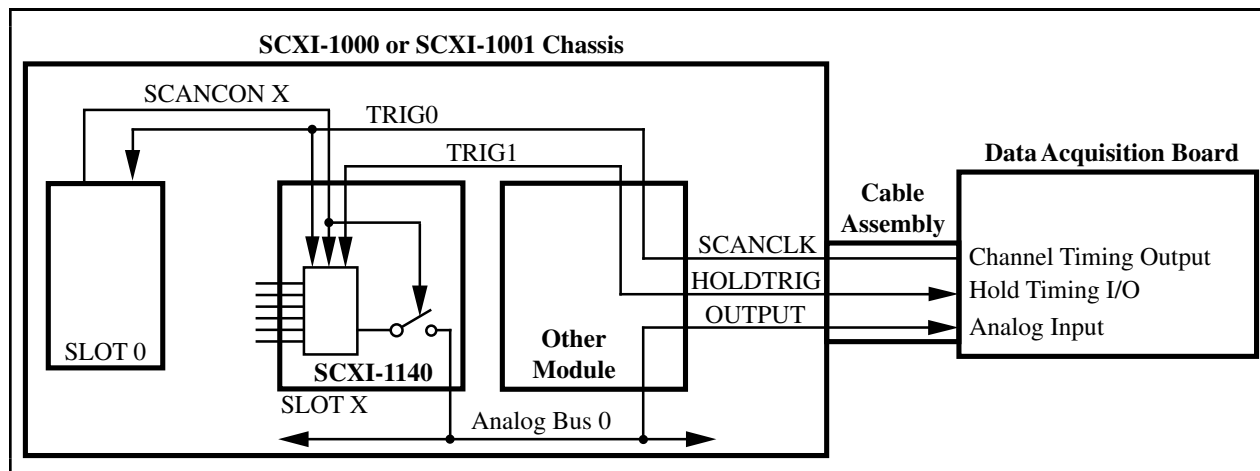 SCXI-1000 or SCXI-1001 Chassis
SCANCON X
TRIG0
TRIG1
Data Acquisition Board
Cable
Assembly
SCANCLK
Channel Timing Output
HOLDTRIG
Hold Timing I/O
OUTPUT
Analog Input
SLOT 0
Other
Module
SCXI-1140
SLOT X
Analog Bus 0